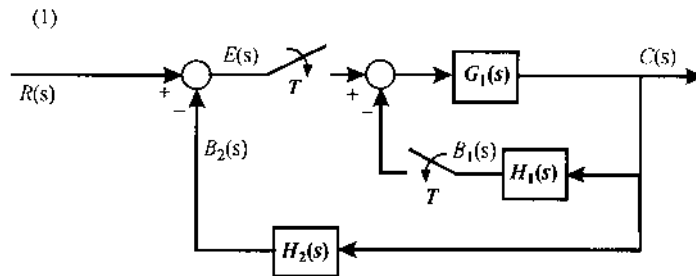 (1)
E(s)
C(s)
T
G₁(s)
R(s)
+
−
+
−
B₂(s)
B₁(s)
H₁(s)
T
H₂(s)